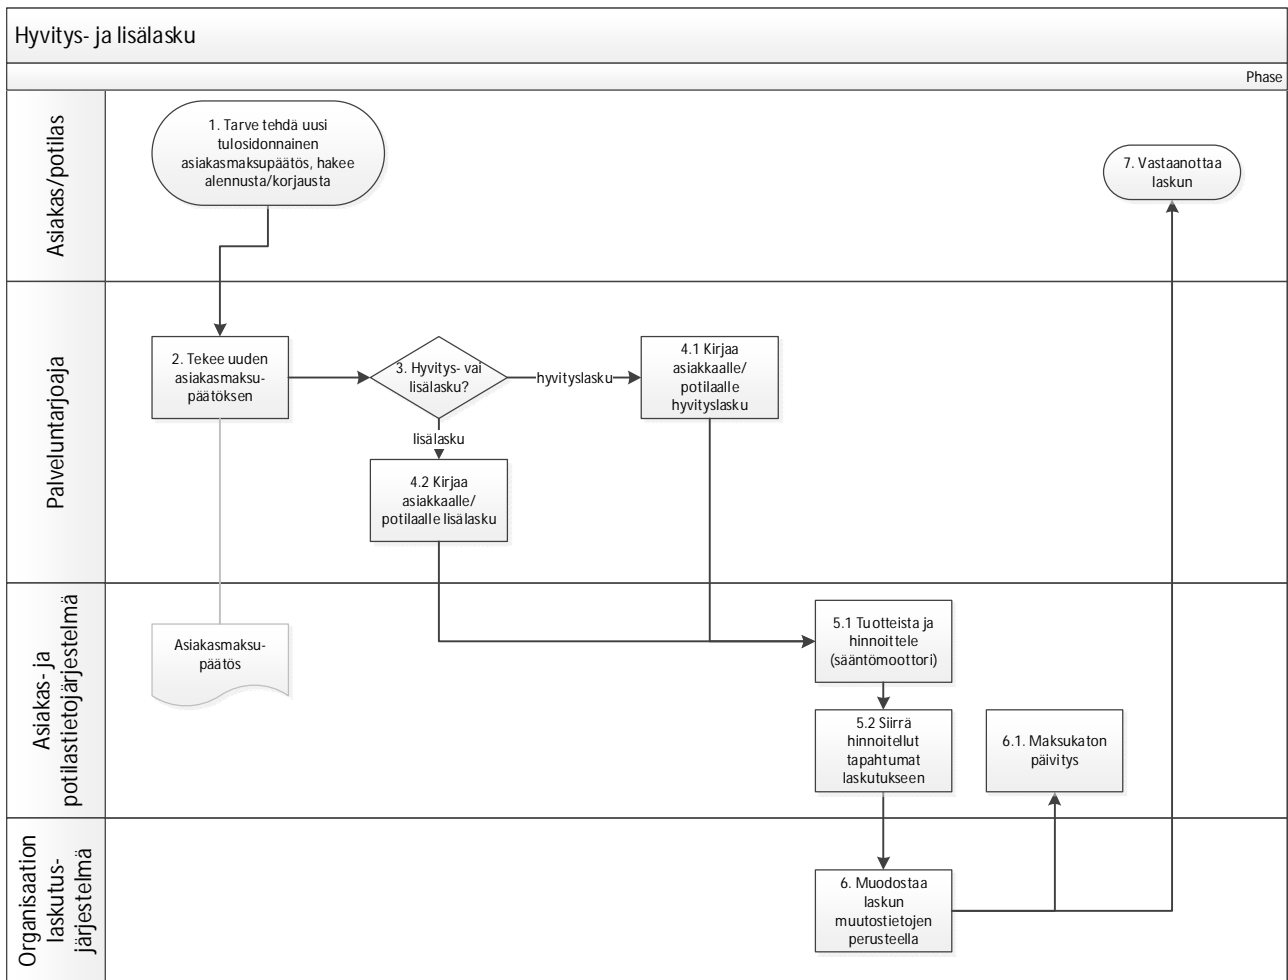 Hyvitys- ja lisälasku
Phase
Asiakas/potilas
1. Tarve tehdä uusi
tulosidonnainen
asiakasmaksupäätös, hakee
alennusta/korjausta
7. Vastaanottaa
laskun
Palveluntarjoaja
2. Tekee uuden
asiakasmaksu-
päätöksen
3. Hyvitys- vai
lisälasku?
hyvityslasku
4.1 Kirjaa
asiakkaalle/
potilaalle
hyvityslasku
lisälasku
4.2 Kirjaa
asiakkaalle/
potilaalle lisälasku
Asiakas- ja
potilastietojärjestelmä
Asiakasmaksu-
päätös
5.1 Tuotteista ja
hinnoittele
(sääntömoottori)
5.2 Siirrä
hinnoitellut
tapahtumat
laskutukseen
6.1. Maksukaton
päivitys
Organisaation
laskutus-
järjestelmä
6. Muodostaa
laskun
muutostietojen
perusteella